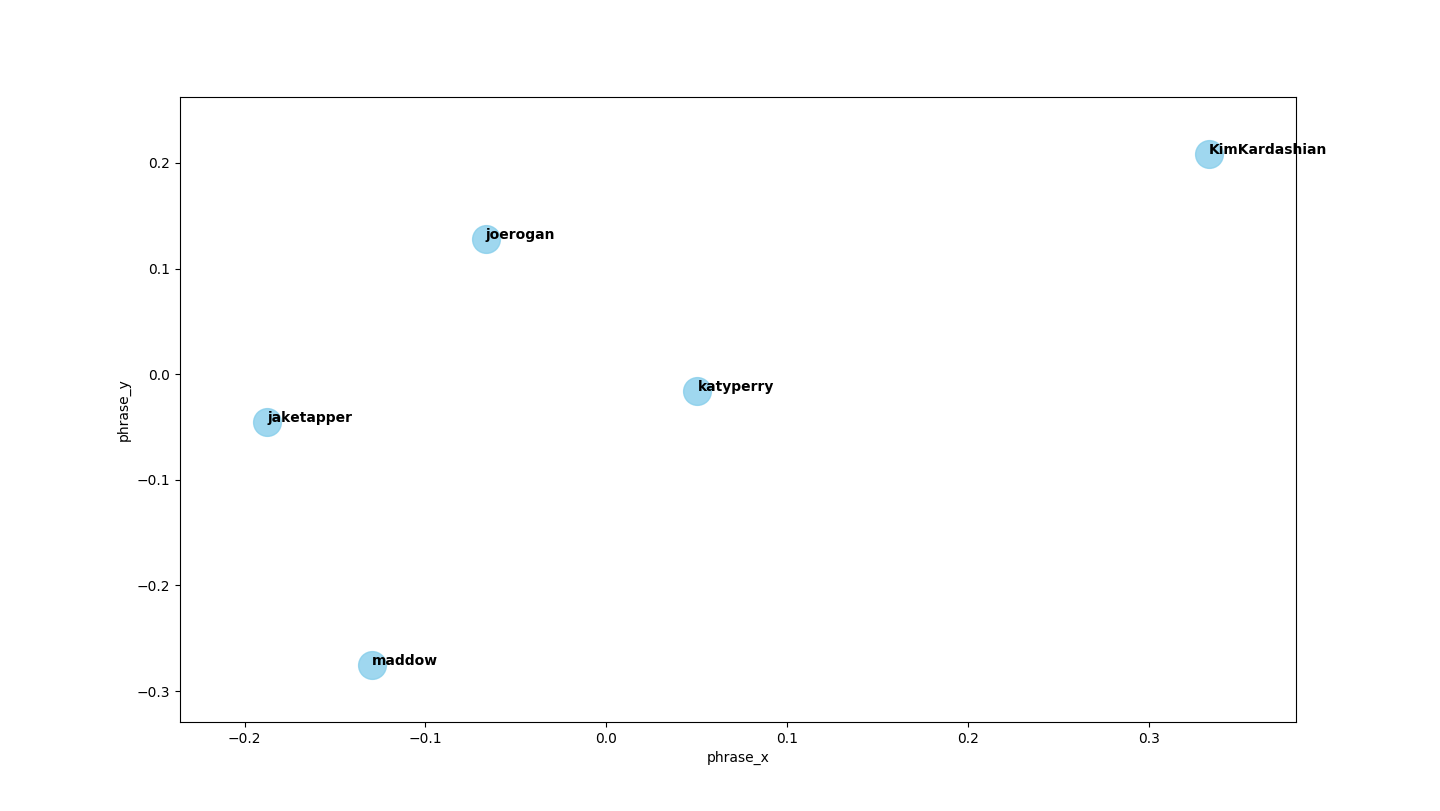 KimKardashian
0.2
joerogan
0.1
0.0
katyperry
jaketapper
phrase_y
−0.1
−0.2
maddow
−0.3
−0.2
−0.1
0.0
0.1
0.2
0.3
phrase_x